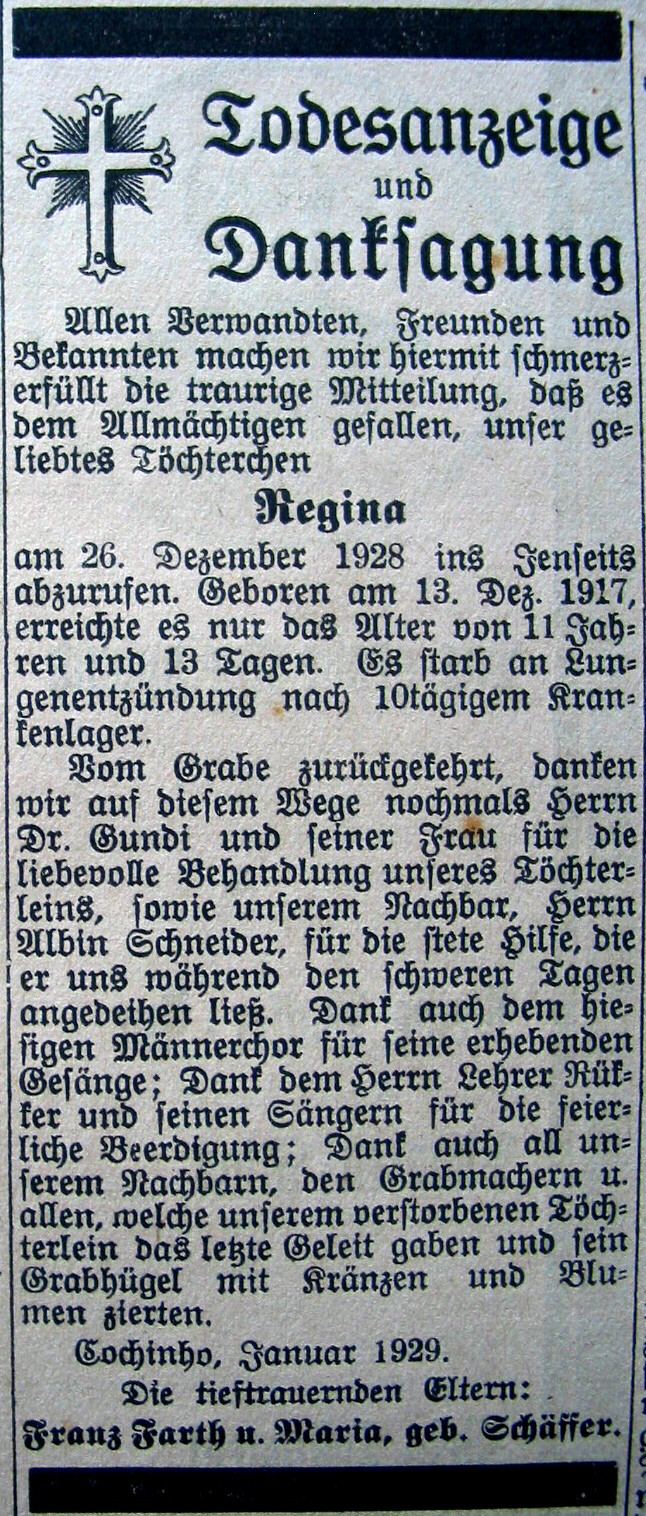 Todesanzeige
und
Danksagung
Allen Verwandten, Freunden und
Bekannten machen wir hiermit schmerz-
erfüllt die traurige Mitteilung, daß es
dem Allmächtigen gefallen, unser ge-
liebtes Töchterchen
Regina
am 26. Dezember 1928 ins Jenseits
abzurufen. Geboren am 13. Dez. 1917,
erreichte es nur das Alter von 11 Jah-
ren und 13 Tagen. Es starb an Lun-
genentzündung nach 10tägigem Kran-
kenlager.
Vom Grabe zurückgekehrt, danken
wir auf diesem Wege nochmals Herrn
Dr. Gundi und seiner Frau für die
liebevolle Behandlung unseres Töchter-
leins, sowie unserem Nachbar, Herrn
Albin Schneider, für die stete Hilfe, die
er uns während den schweren Tagen
angedeihen ließ. Dank auch dem hie-
sigen Männerchor für seine erhebenden
Gesänge; Dank dem Herrn Lehrer Rük-
ker und seinen Sängern für die feier-
liche Beerdigung; Dank auch all un-
serem Nachbarn, den Grabmachern u.
allen, welche unserem verstorbenen Töch-
terlein das letzte Geleit gaben und sein
Grabhügel mit Kränzen und Blu-
men zierten.
Cochinho, Januar 1929.
Die tieftrauernden Eltern:
Franz Farth u. Maria, geb. Schäffer.